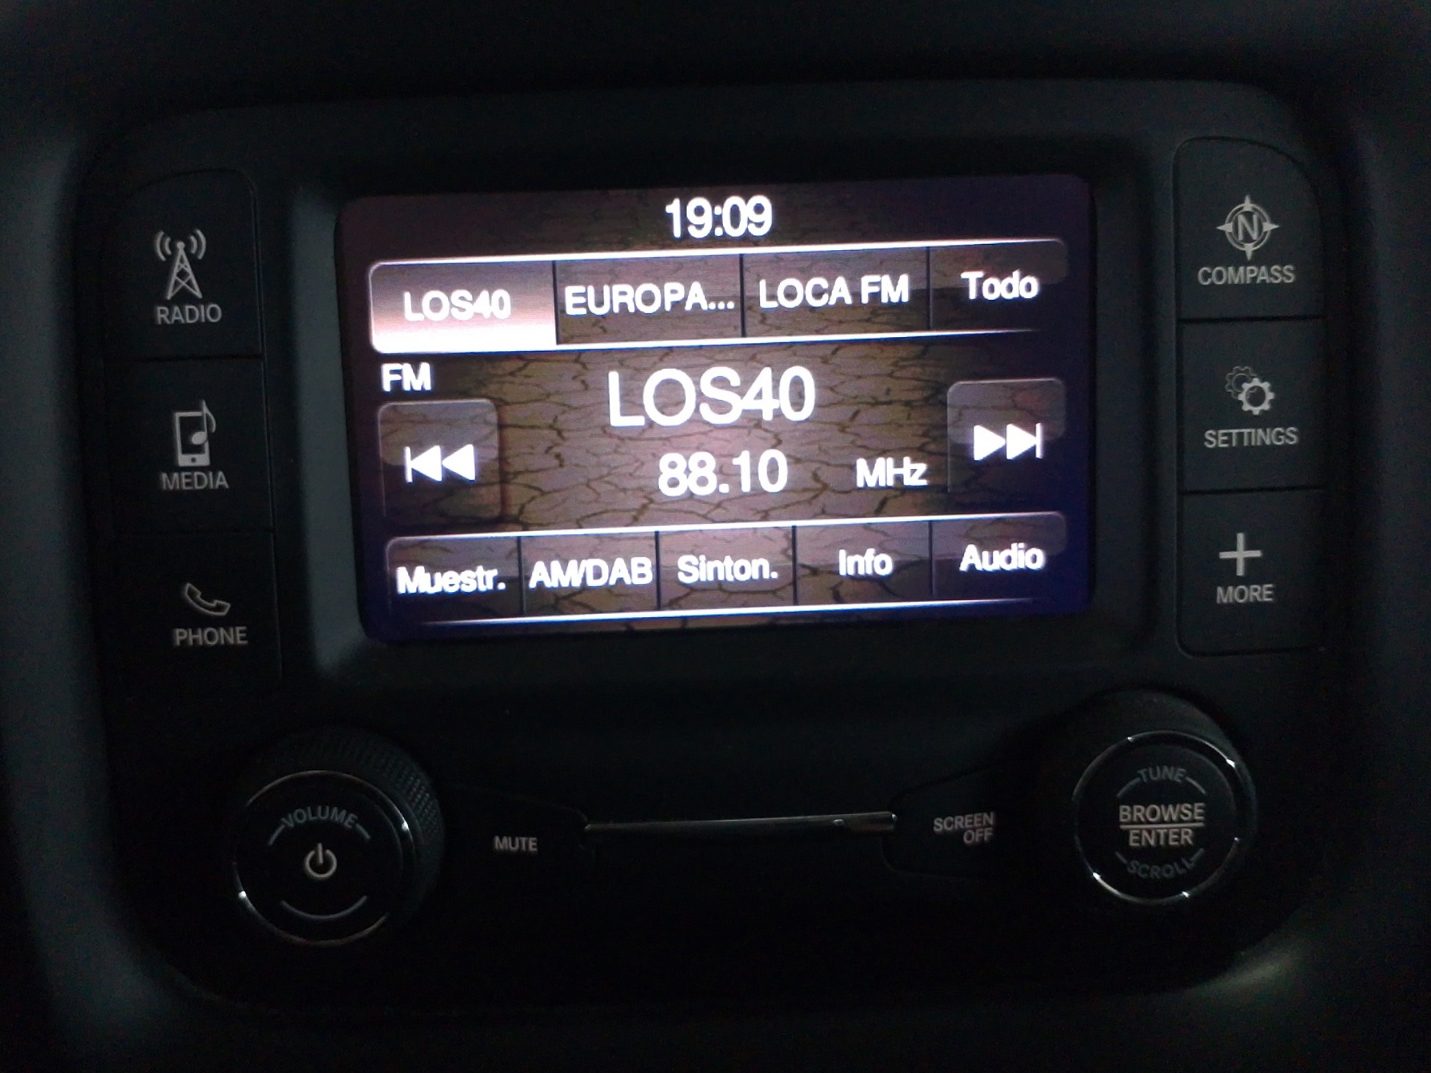 19:09
LOS40 EUROPA... LOCA FM Todo
FM
LOS40
88.10 MHz
Muestr. AM/DAB Sinton. Info Audio
RADIO
MEDIA
PHONE
N
COMPASS
SETTINGS
MORE
VOLUME
MUTE
SCREEN
OFF
TUNE
BROWSE
ENTER
SCROLL